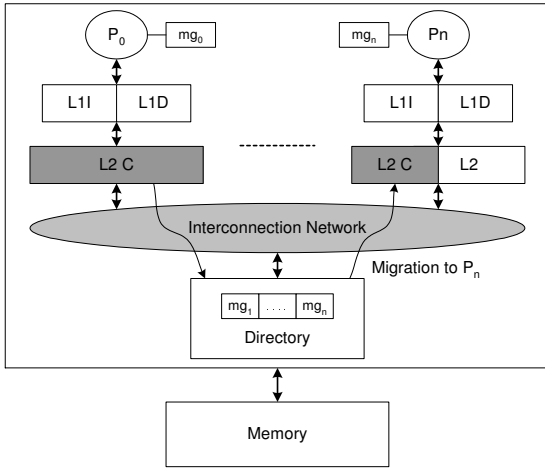 P0 mg0 mgn Pn
L1I L1D L1I L1D
L2 C L2 C L2
Interconnection Network
Migration to Pn
mg1 .... mgn
Directory
Memory